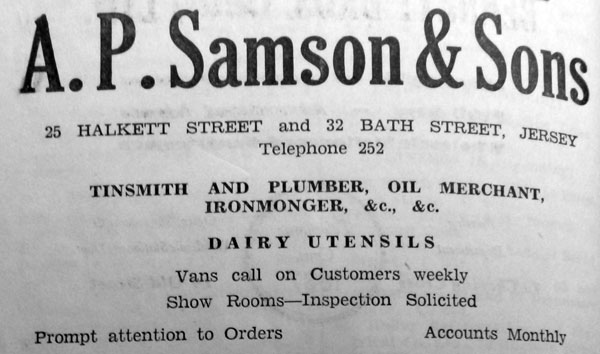 A. P. Samson & Sons
25 HALKETT STREET and 32 BATH STREET, JERSEY
Telephone 252
TINSMITH AND PLUMBER, OIL MERCHANT,
IRONMONGER, &c., &c.
DAIRY UTENSILS
Vans call on Customers weekly
Show Rooms—Inspection Solicited
Prompt attention to Orders Accounts Monthly